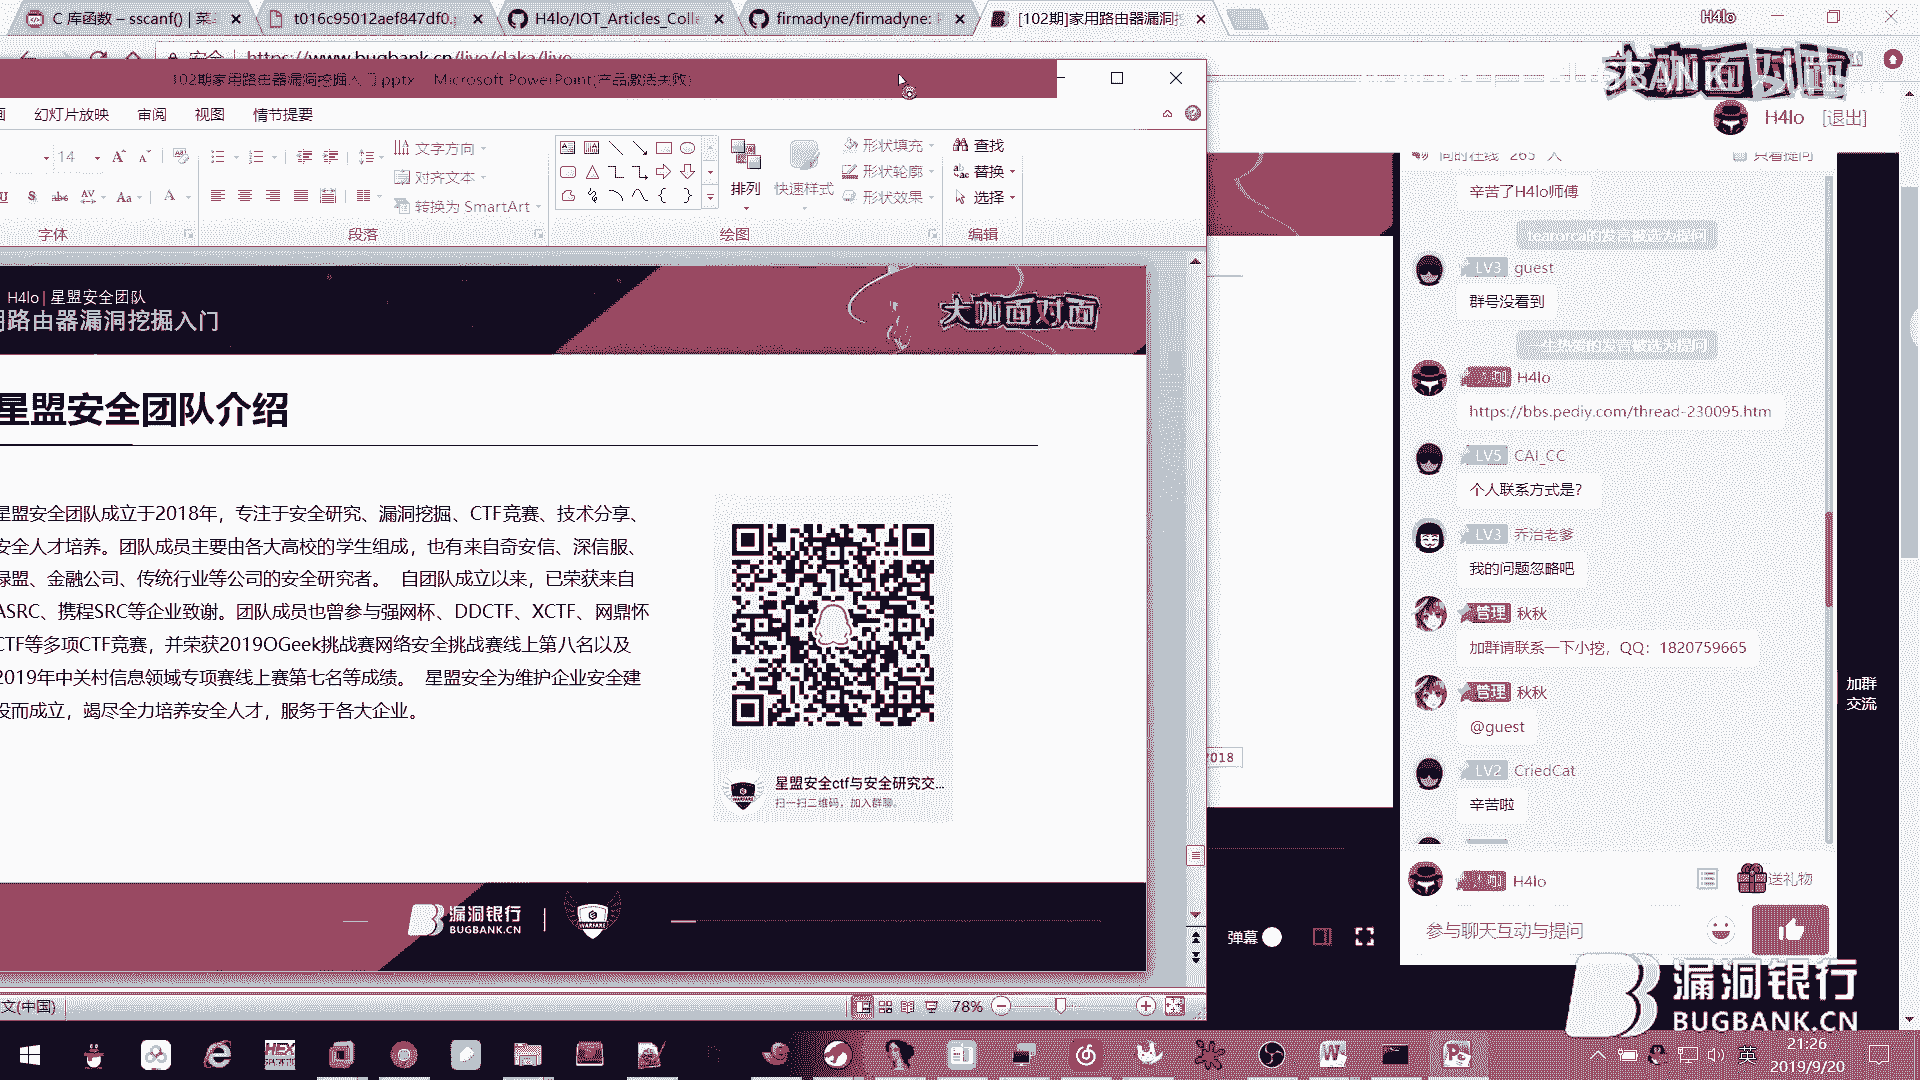 C 库函数 – sscanf() | 菜
t016c95012aef847df0.
H4lo/IOT_Articles_Colle
firmadyne/firmadyne:
[102期]家用路由器漏洞挖
H4lo
安全
https://www.bugbank.cn/live/daka/live
102期家用路由器漏洞挖掘入门.pptx - Microsoft PowerPoint(产品激活失败)
大咖面对面
H4lo [退出]
幻灯片放映 审阅 视图 情节提要
14
文字方向
对齐文本
转换为 SmartArt
排列
快速样式
形状填充
形状轮廓
形状效果
查找
替换
选择
字体
段落
绘图
编辑
H4lo | 星盟安全团队
用路由器漏洞挖掘入门
大咖面对面
星盟安全团队介绍
星盟安全团队成立于2018年，专注于安全研究、漏洞挖掘、CTF竞赛、技术分享、
安全人才培养。团队成员主要由各大高校的学生组成，也有来自奇安信、深信服、
绿盟、金融公司、传统行业等公司的安全研究者。 自团队成立以来，已荣获来自
ASRC、携程SRC等企业致谢。团队成员也曾参与强网杯、DDCTF、XCTF、网鼎怀
CTF等多项CTF竞赛，并荣获2019OGeek挑战赛网络安全挑战赛线上第八名以及
2019年中关村信息领域专项赛线上赛第七名等成绩。 星盟安全为维护企业安全建
设而成立，竭尽全力培养安全人才，服务于各大企业。
星盟安全ctf与安全研究交...
扫一扫二维码，加入群聊。
漏洞银行
BUGBANK.CN
WARFARE
文(中国)
78%
2018
弹幕
同时在线 265 人
只看提问
辛苦了H4lo师傅
tearorca的发言被选为提问
LV3 guest
群号没看到
一生热爱的发言被选为提问
大咖 H4lo
https://bbs.pediy.com/thread-230095.htm
LV5 CAI_CC
个人联系方式是?
LV3 乔治老爹
我的问题忽略吧
管理 秋秋
加群请联系一下小挖，QQ：1820759665
管理 秋秋
@guest
LV2 CriedCat
辛苦啦
大咖 H4lo
送礼物
参与聊天互动与提问
加群
交流
漏洞银行
BUGBANK.CN
英
21:26
2019/9/20